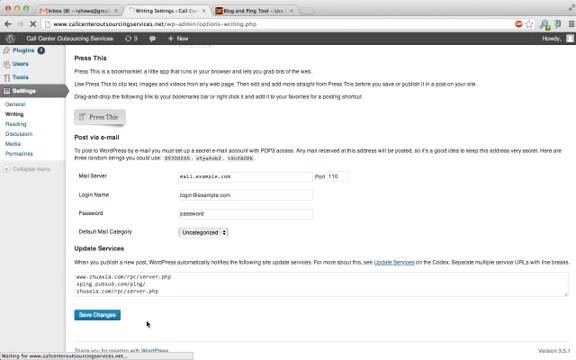 Inbox (8) - ryhowa@gmail
Writing Settings ‹ Call Cent
Blog and Ping Tool - Use
www.callcenteroutsourcingservices.net/wp-admin/options-writing.php
Call Center Outsourcing Services .net 3 + New Howdy,
Plugins
Users
Tools
Settings
General
Writing
Reading
Discussion
Media
Permalinks
Collapse menu
Press This
Press This is a bookmarklet: a little app that runs in your browser and lets you grab bits of the web.
Use Press This to clip text, images and videos from any web page. Then edit and add more straight from Press This before you save or publish it in a post on your site.
Drag-and-drop the following link to your bookmarks bar or right click it and add it to your favorites for a posting shortcut.
Press This
Post via e-mail
To post to WordPress by e-mail you must set up a secret e-mail account with POP3 access. Any mail received at this address will be posted, so it's a good idea to keep this address very secret. Here are
three random strings you could use:
Mail Server mail.example.com Port 110
Login Name login@example.com
Password password
Default Mail Category Uncategorized
Update Services
When you publish a new post, WordPress automatically notifies the following site update services. For more about this, see Update Services on the Codex. Separate multiple service URLs with line breaks.
www.zhuaxia.com/rpc/server.php
xping.pubsub.com/ping/
zhuaxia.com/rpc/server.php
Save Changes
Thank you for creating with WordPress. Version 3.5.1
Waiting for www.callcenteroutsourcingservices.net...